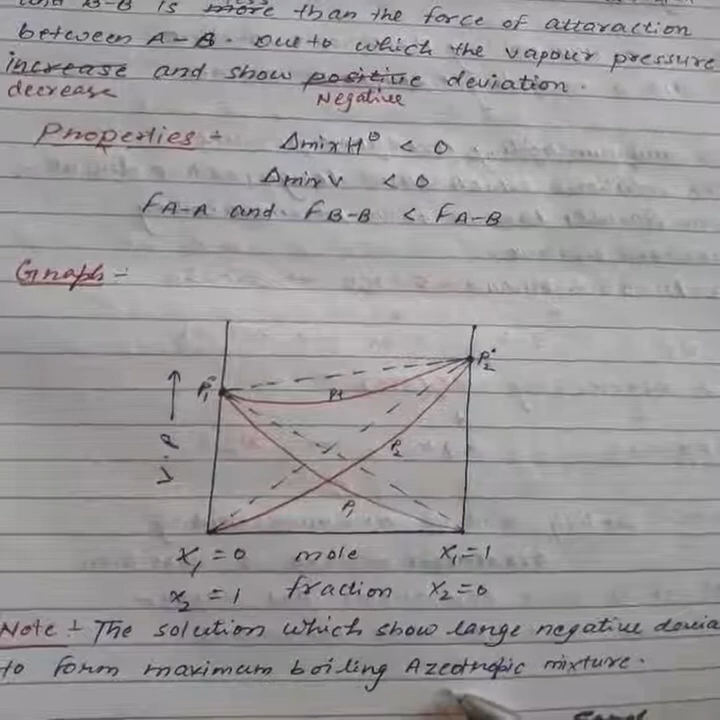 and B-B is more than the force of attaraction
between A-B. Due to which the vapour pressure
increase and show positive deviation.
decrease Negative
Properties ÷ ΔmixH° < 0
ΔmixV < 0
FA-A and FB-B < FA-B
Graph -
P₁° P₂°
Pt
P₂
V.P →
P₁
x₁ = 0 mole x₁ = 1
x₂ = 1 fraction x₂ = 0
Note ÷ The solution which show large negative devia
to form maximum boiling Azeotropic mixture.